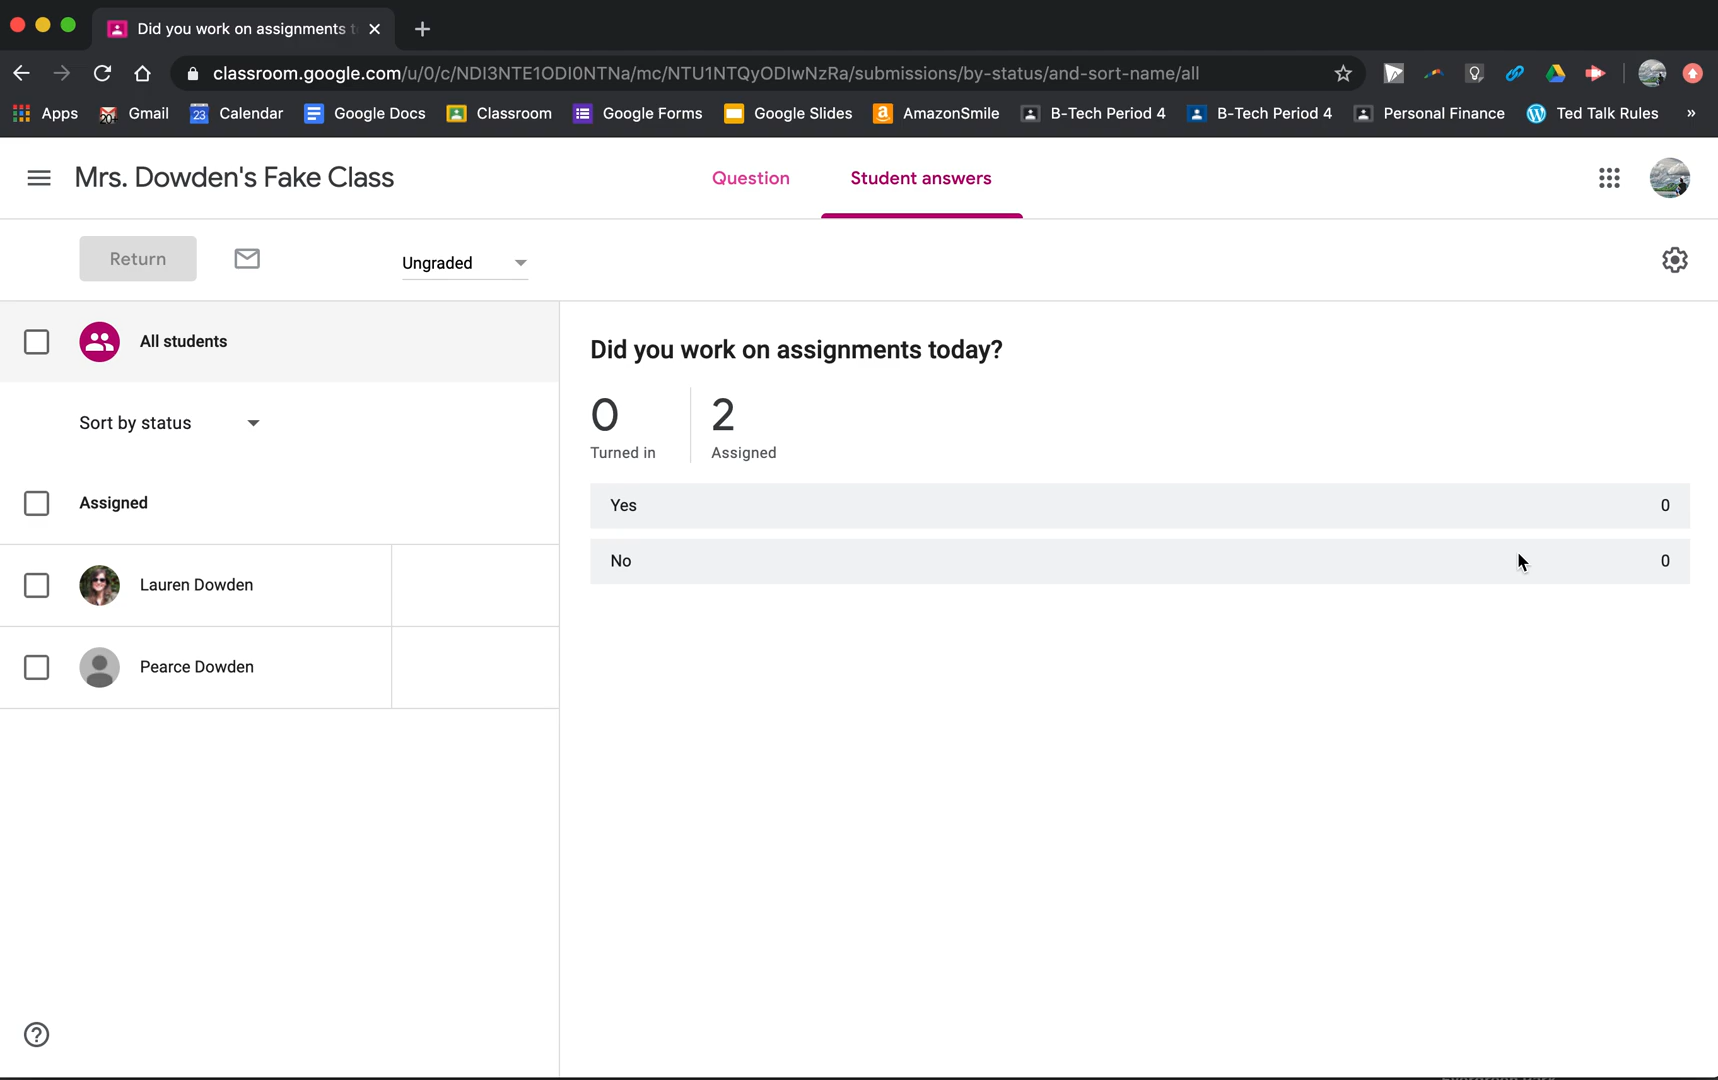 Did you work on assignments t
classroom.google.com/u/0/c/NDI3NTE1ODI0NTNa/mc/NTU1NTQyODIwNzRa/submissions/by-status/and-sort-name/all
Apps Gmail 23 Calendar Google Docs Classroom Google Forms Google Slides a AmazonSmile B-Tech Period 4 B-Tech Period 4 Personal Finance Ted Talk Rules »
Mrs. Dowden's Fake Class Question Student answers
Return Ungraded
All students
Did you work on assignments today?
0 2
Turned in Assigned
Sort by status
Assigned
Yes 0
No 0
Lauren Dowden
Pearce Dowden